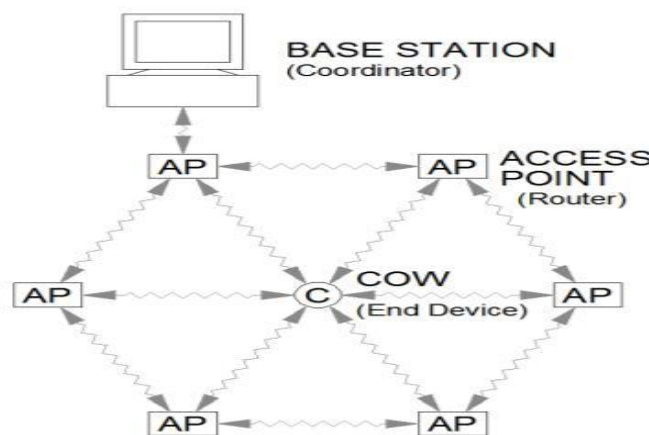 BASE STATION
(Coordinator)
AP
AP
ACCESS
POINT
(Router)
AP
C
COW
(End Device)
AP
AP
AP